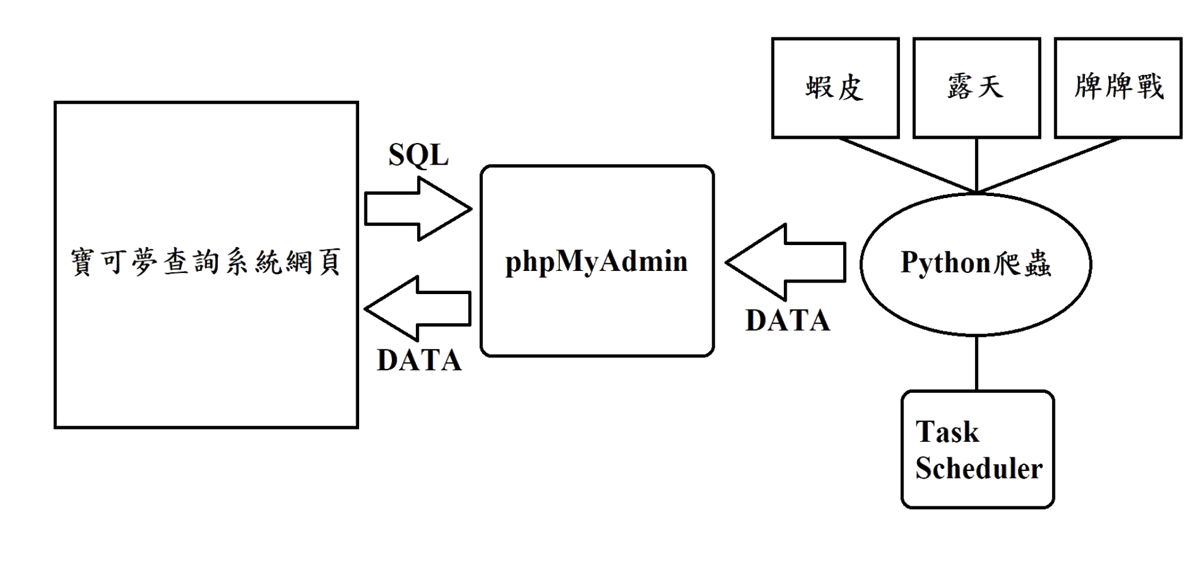 蝦皮
露天
牌牌戰
SQL
寶可夢查詢系統網頁
phpMyAdmin
Python爬蟲
DATA
DATA
Task
Scheduler